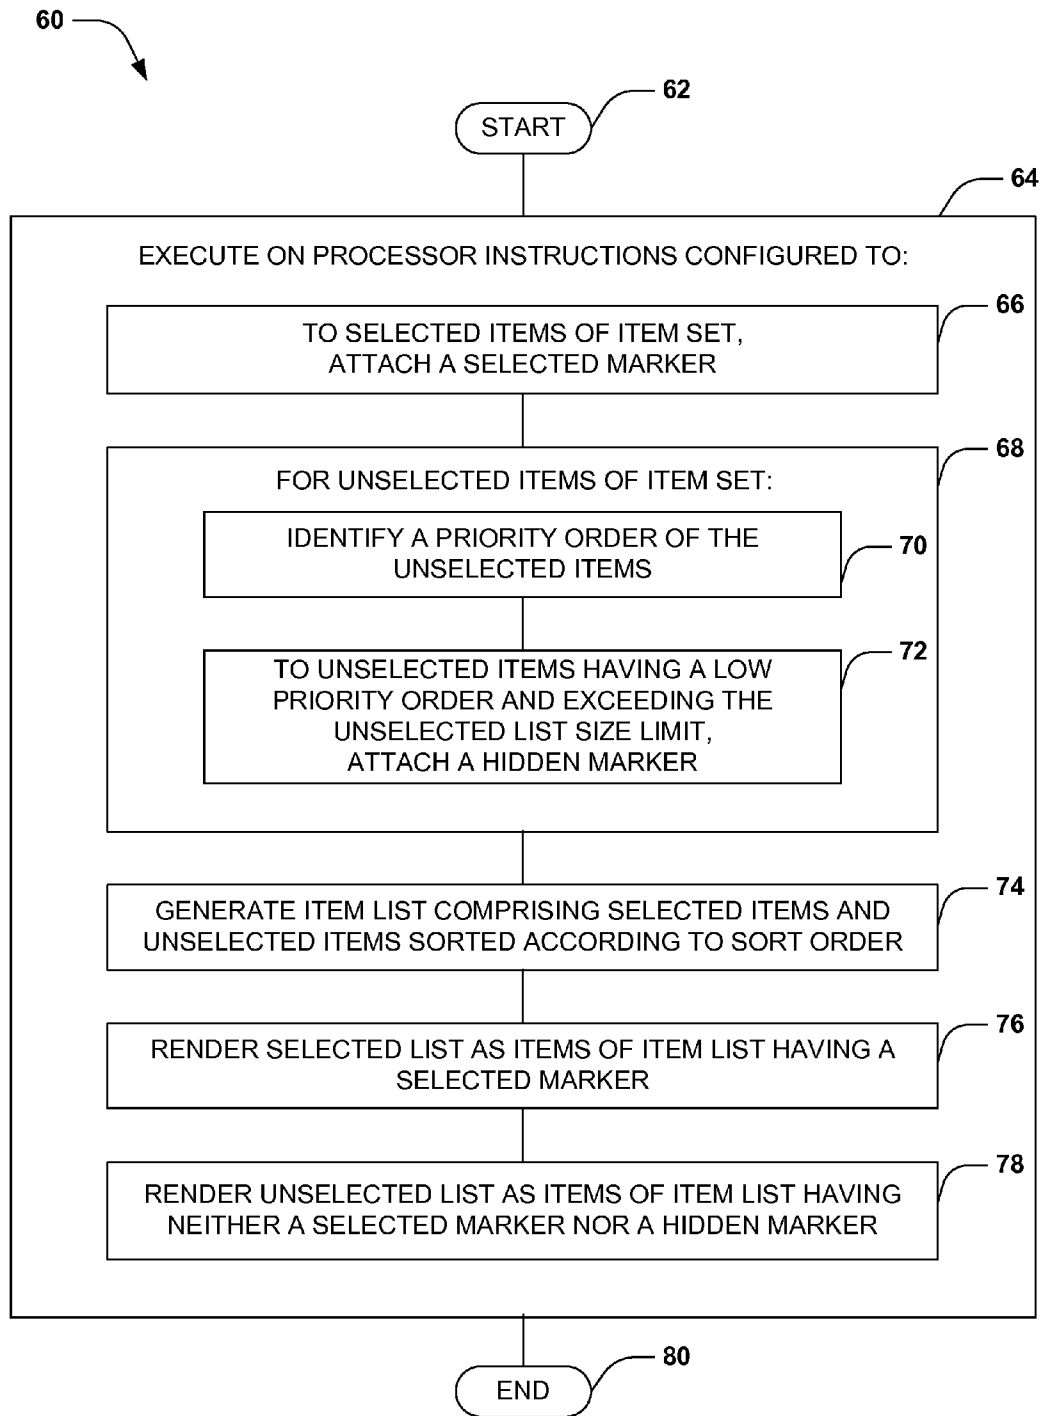 60
62
START
64
EXECUTE ON PROCESSOR INSTRUCTIONS CONFIGURED TO:
66
TO SELECTED ITEMS OF ITEM SET,
ATTACH A SELECTED MARKER
68
FOR UNSELECTED ITEMS OF ITEM SET:
IDENTIFY A PRIORITY ORDER OF THE
UNSELECTED ITEMS
70
72
TO UNSELECTED ITEMS HAVING A LOW
PRIORITY ORDER AND EXCEEDING THE
UNSELECTED LIST SIZE LIMIT,
ATTACH A HIDDEN MARKER
74
GENERATE ITEM LIST COMPRISING SELECTED ITEMS AND
UNSELECTED ITEMS SORTED ACCORDING TO SORT ORDER
76
RENDER SELECTED LIST AS ITEMS OF ITEM LIST HAVING A
SELECTED MARKER
78
RENDER UNSELECTED LIST AS ITEMS OF ITEM LIST HAVING
NEITHER A SELECTED MARKER NOR A HIDDEN MARKER
80
END